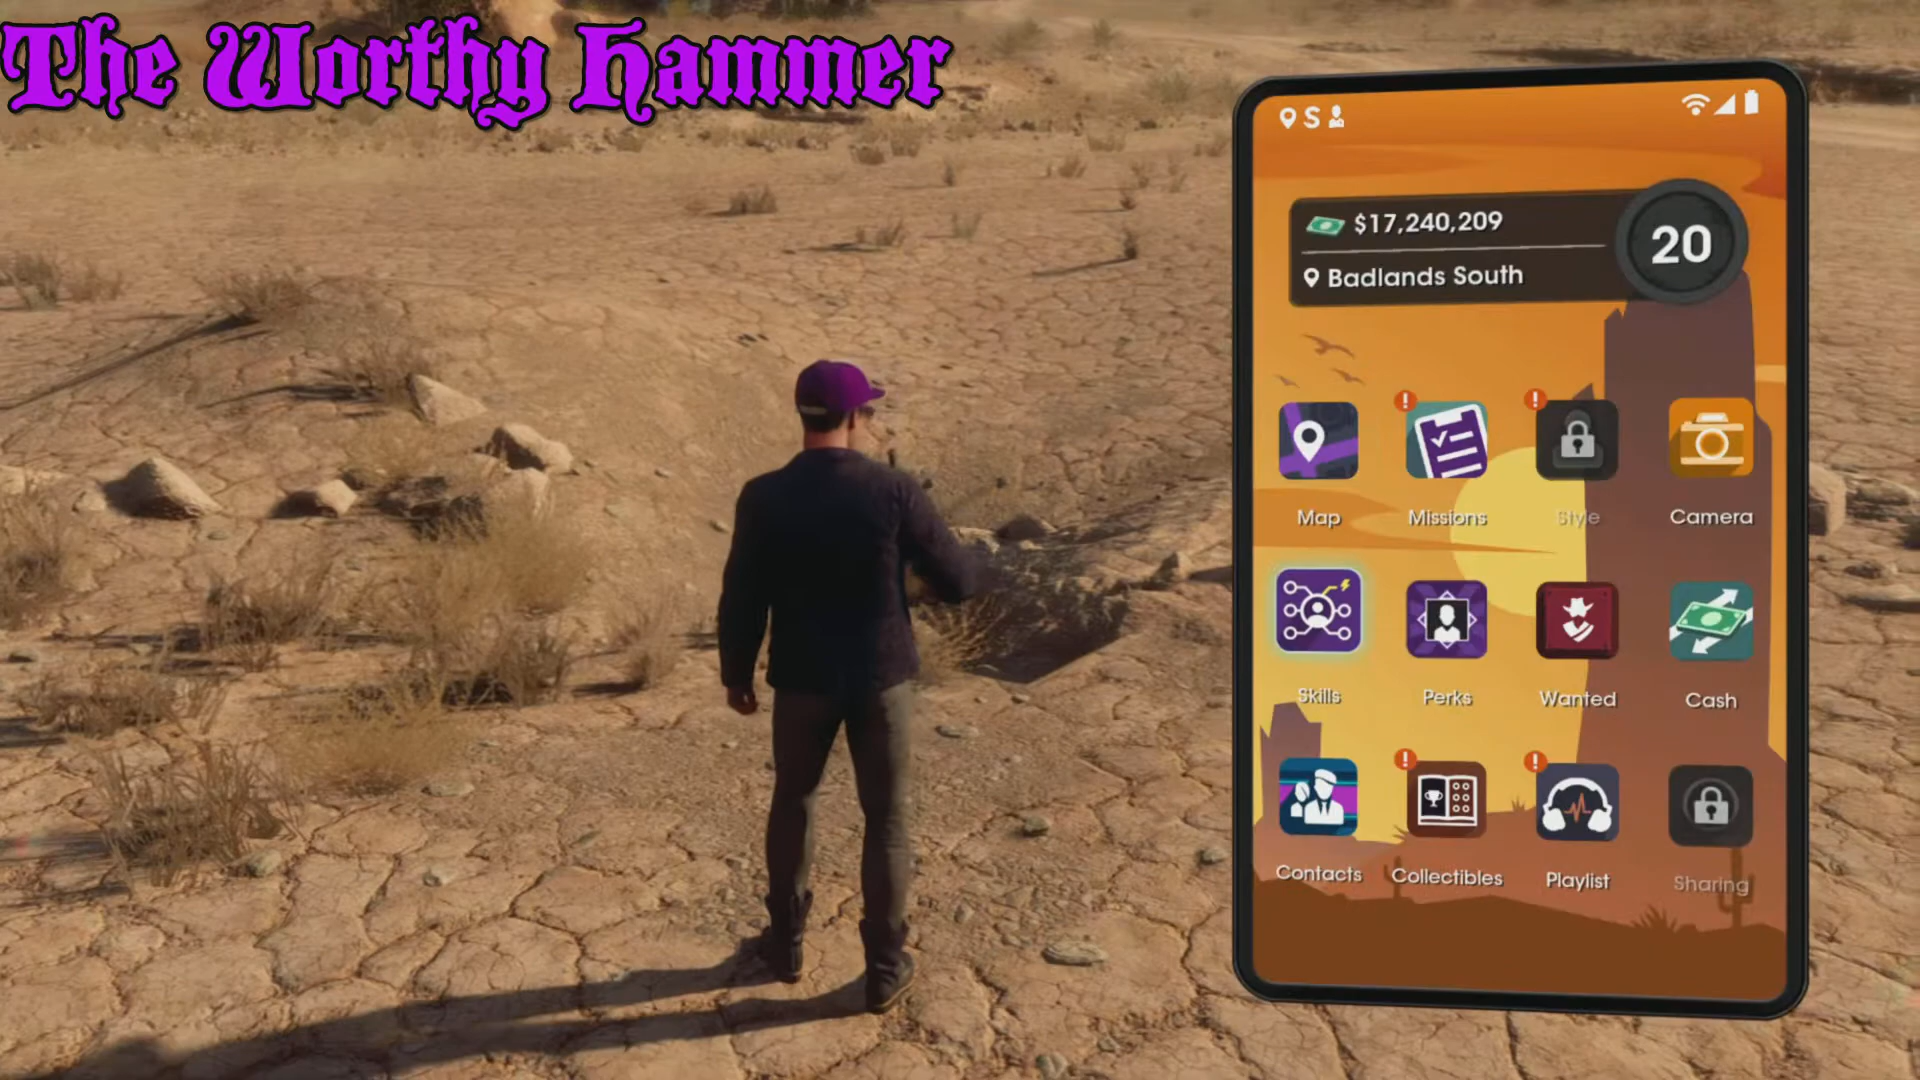 The Worthy Hammer
S
$17,240,209
20
Badlands South
Map
Missions
Style
Camera
Skills
Perks
Wanted
Cash
Contacts
Collectibles
Playlist
Sharing